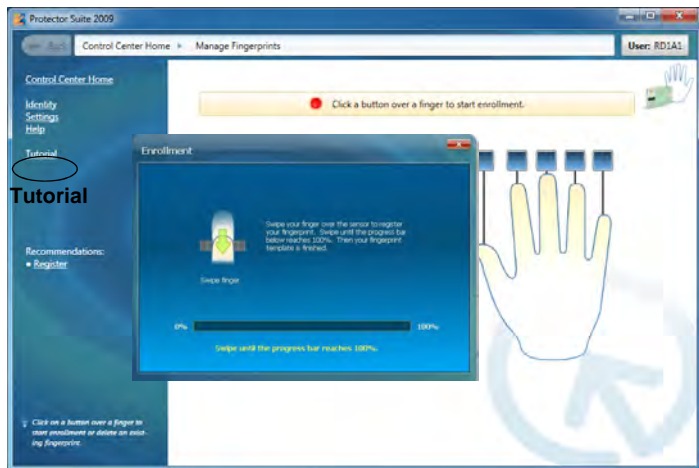 Protector Suite 2009
Back
Control Center Home ▸ Manage Fingerprints
User: RD1A1
Control Center Home
Identity
Settings
Help
Tutorial
Tutorial
Recommendations:
• Register
Click on a button over a finger to
start enrollment or delete an exist-
ing fingerprint.
Click a button over a finger to start enrollment.
Enrollment
Swipe your finger over the sensor to register
your fingerprint. Swipe until the progress bar
below reaches 100%. Then your fingerprint
template is finished.
Swipe finger
0%
100%
Swipe until the progress bar reaches 100%.